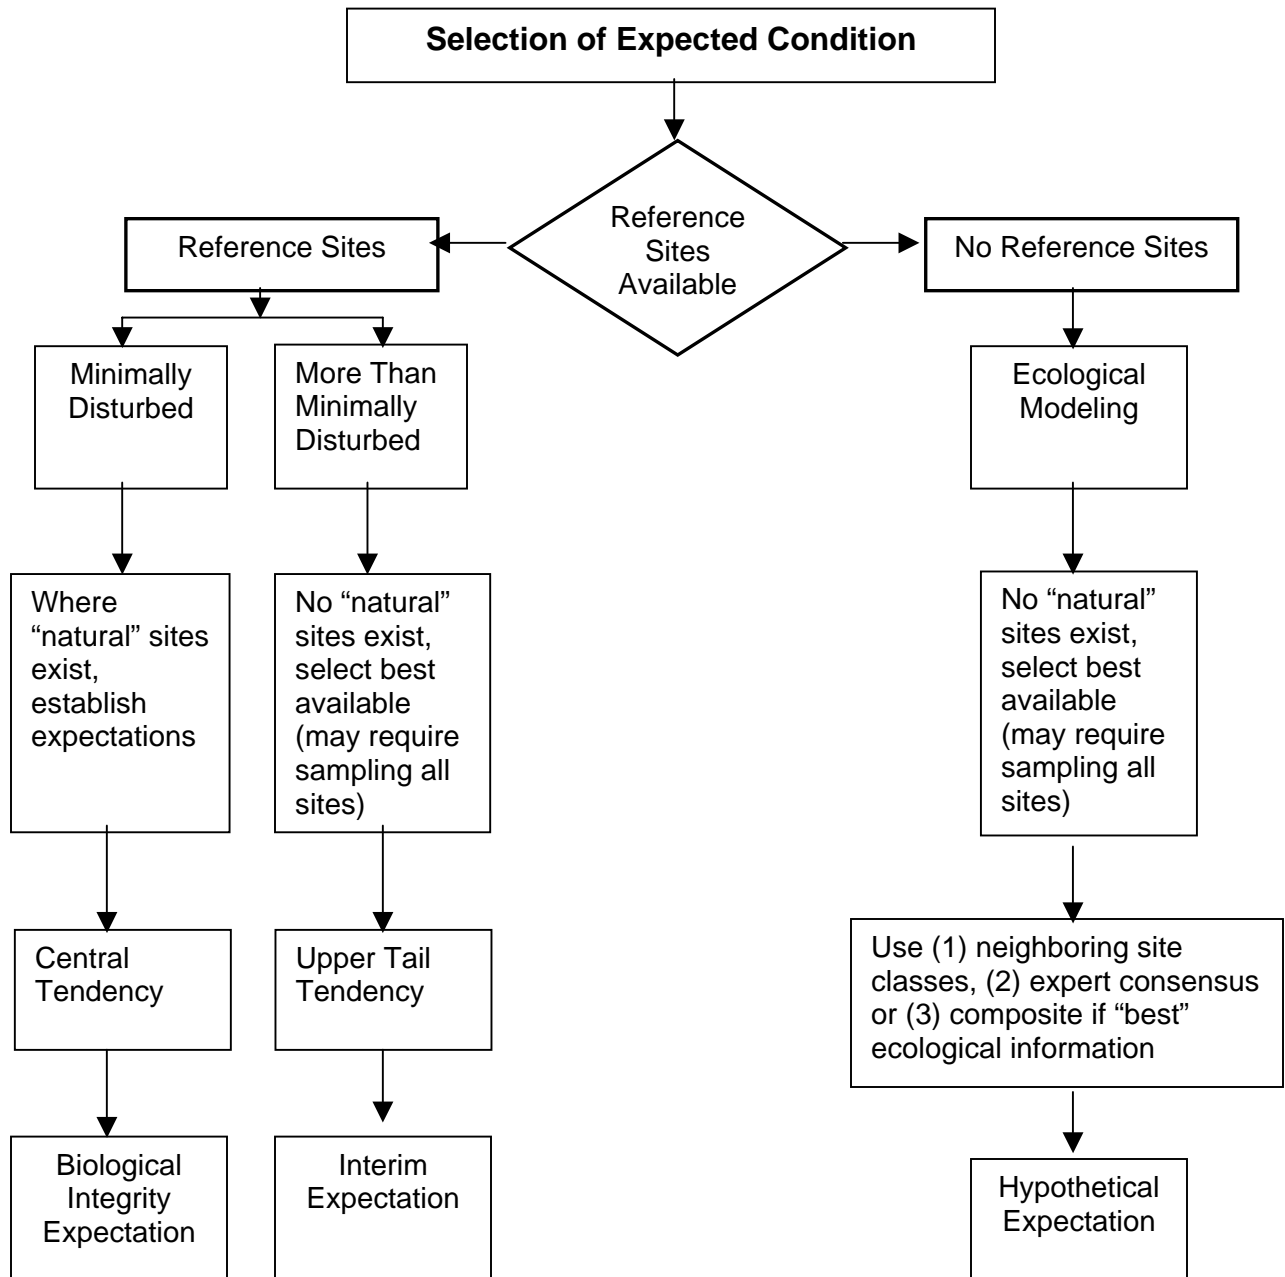 Selection of Expected Condition
Reference
Sites
Available
Reference Sites
No Reference Sites
Minimally
Disturbed
More Than
Minimally
Disturbed
Ecological
Modeling
Where
“natural” sites
exist,
establish
expectations
No “natural”
sites exist,
select best
available
(may require
sampling all
sites)
No “natural”
sites exist,
select best
available
(may require
sampling all
sites)
Central
Tendency
Upper Tail
Tendency
Use (1) neighboring site
classes, (2) expert consensus
or (3) composite if “best”
ecological information
Biological
Integrity
Expectation
Interim
Expectation
Hypothetical
Expectation